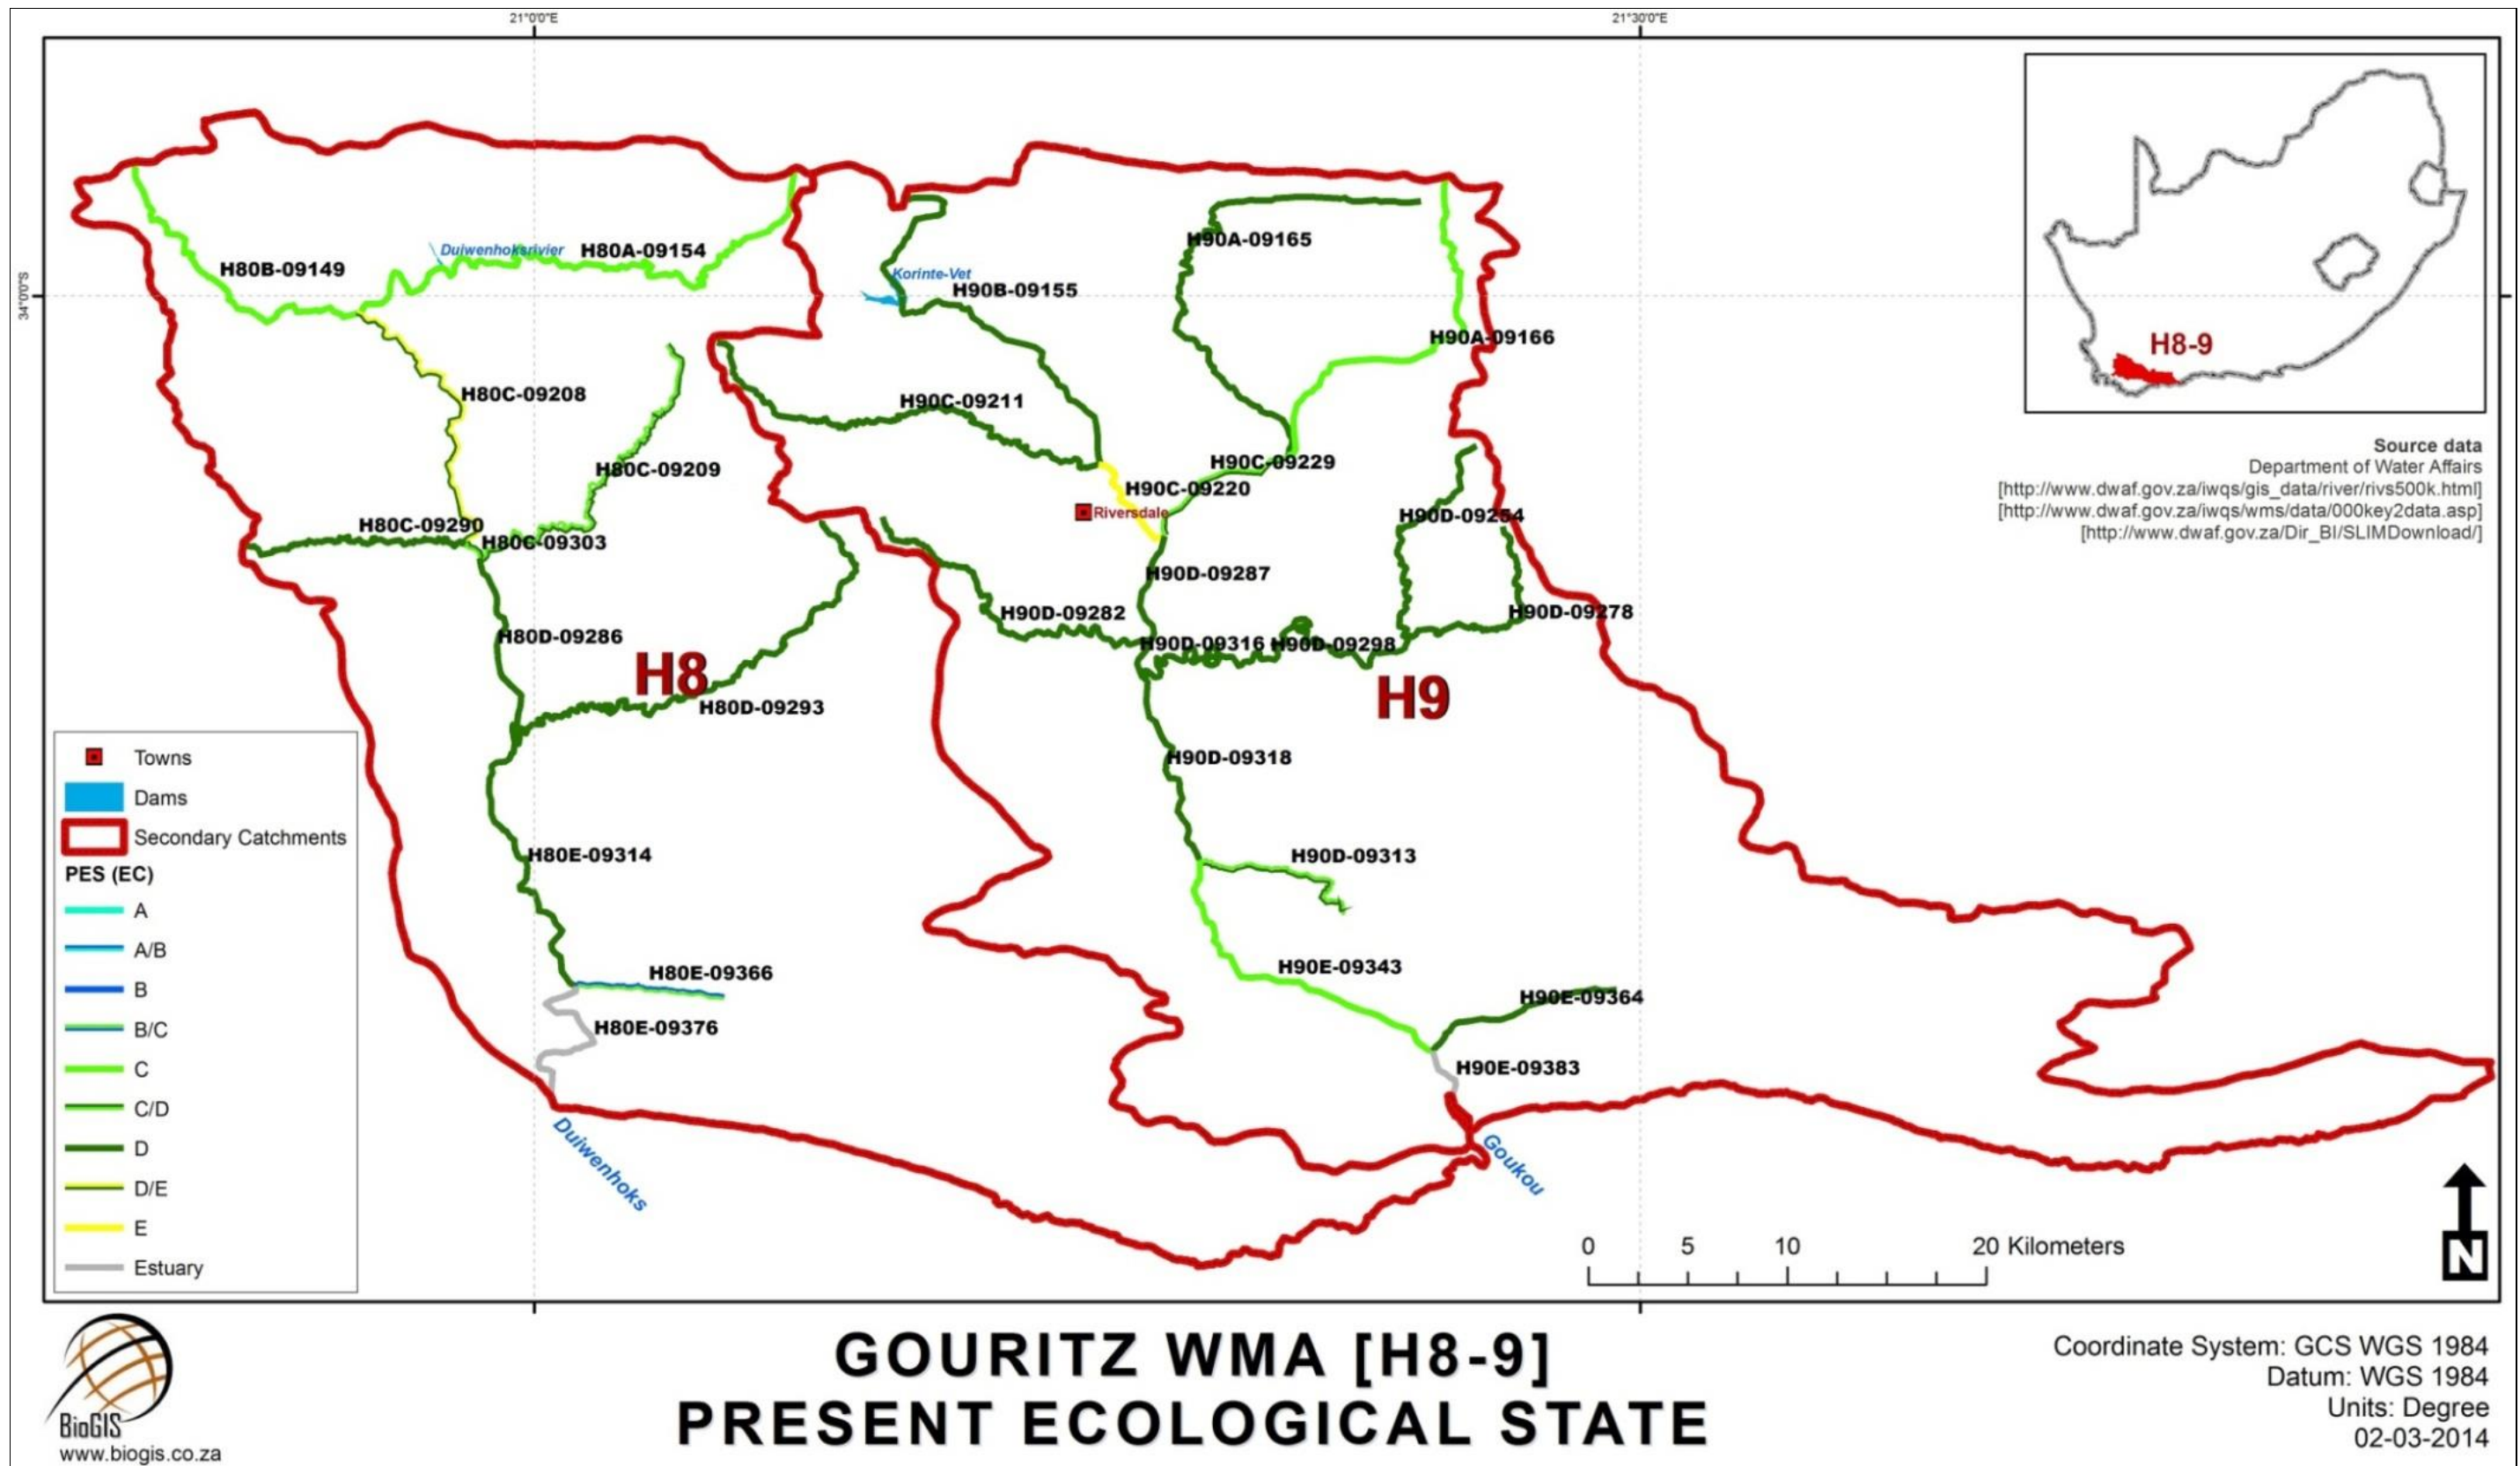 21°0'0"E
21°30'0"E
34°0'0"S
H80B-09149
Duiwenhoksrivier
H80A-09154
Korinte-Vet
H90B-09155
H90A-09165
H90A-09166
H80C-09208
H90C-09211
H80C-09209
H90C-09229
H90C-09220
Riversdale
H80C-09290
H80C-09303
H90D-09254
H90D-09287
H90D-09282
H90D-09278
H80D-09286
H90D-09316
H90D-09298
H8
H9
H80D-09293
H90D-09318
H80E-09314
H90D-09313
H80E-09366
H90E-09343
H90E-09364
H80E-09376
H90E-09383
Duiwenhoks
Goukou
H8-9
Source data
Department of Water Affairs
[http://www.dwaf.gov.za/iwqs/gis_data/river/rivs500k.html]
[http://www.dwaf.gov.za/iwqs/wms/data/000key2data.asp]
[http://www.dwaf.gov.za/Dir_BI/SLIMDownload/]
Towns
Dams
Secondary Catchments
PES (EC)
A
A/B
B
B/C
C
C/D
D
D/E
E
Estuary
0 5 10 20 Kilometers
N
BioGIS
www.biogis.co.za
GOURITZ WMA [H8-9]
PRESENT ECOLOGICAL STATE
Coordinate System: GCS WGS 1984
Datum: WGS 1984
Units: Degree
02-03-2014